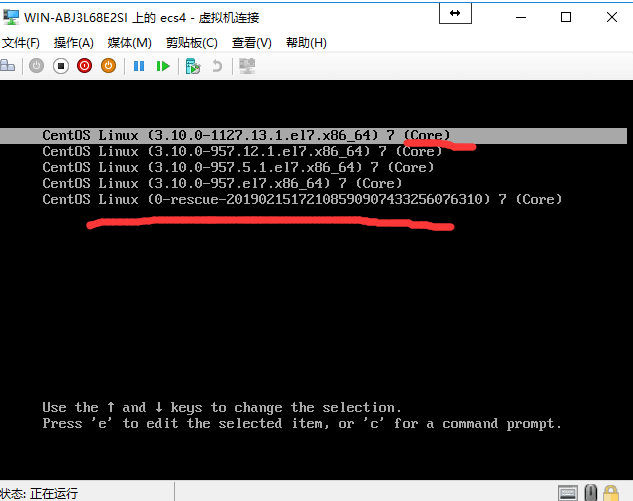 WIN-ABJ3L68E2SI 上的 ecs4 - 虚拟机连接
文件(F) 操作(A) 媒体(M) 剪贴板(C) 查看(V) 帮助(H)
CentOS Linux (3.10.0-1127.13.1.el7.x86_64) 7 (Core)
CentOS Linux (3.10.0-957.12.1.el7.x86_64) 7 (Core)
CentOS Linux (3.10.0-957.5.1.el7.x86_64) 7 (Core)
CentOS Linux (3.10.0-957.el7.x86_64) 7 (Core)
CentOS Linux (0-rescue-20190215172108590907433256076310) 7 (Core)
Use the ↑ and ↓ keys to change the selection.
Press 'e' to edit the selected item, or 'c' for a command prompt.
状态: 正在运行